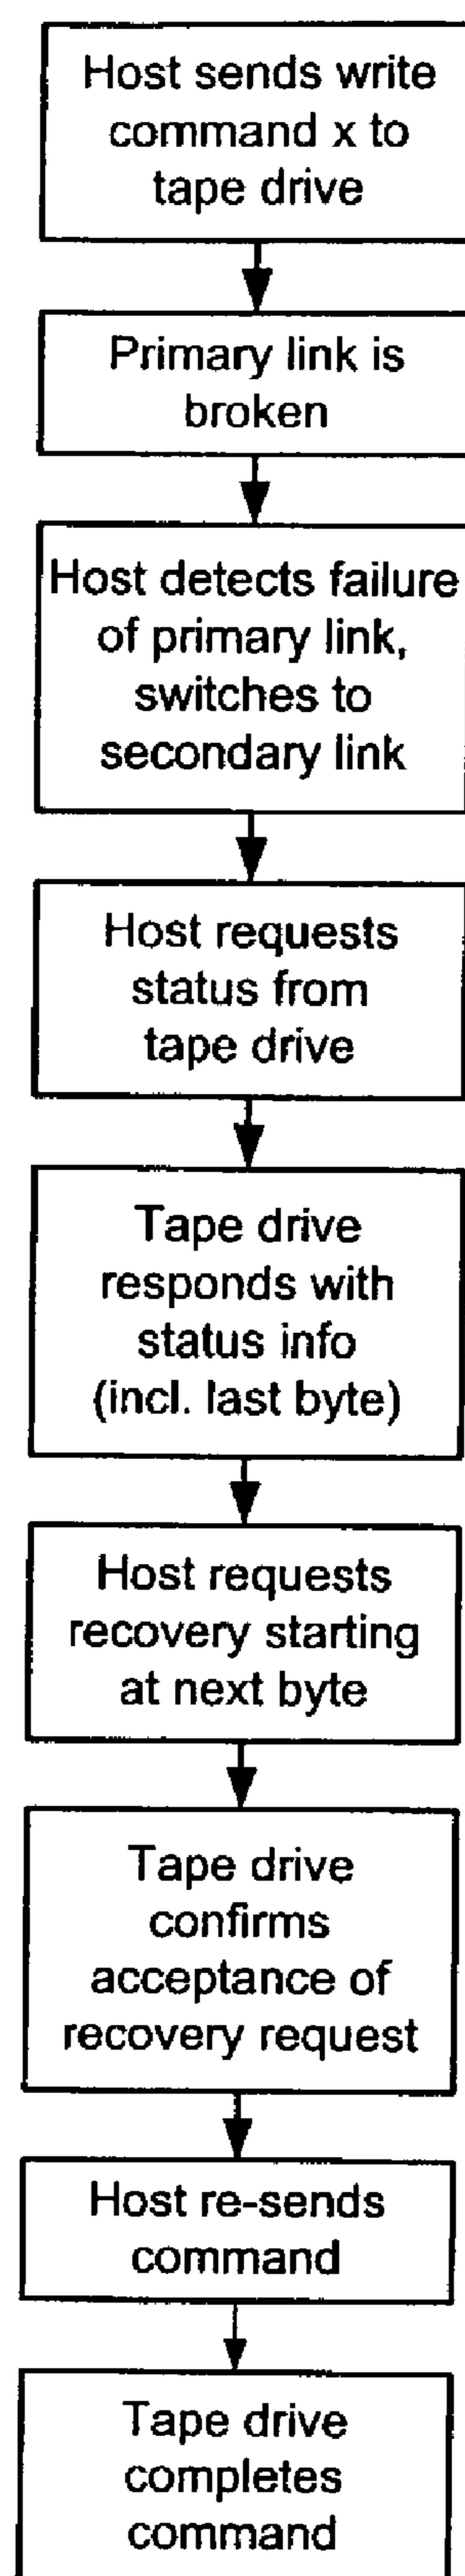 Host sends write
command x to
tape drive
Primary link is
broken
Host detects failure
of primary link,
switches to
secondary link
Host requests
status from
tape drive
Tape drive
responds with
status info
(incl. last byte)
Host requests
recovery starting
at next byte
Tape drive
confirms
acceptance of
recovery request
Host re-sends
command
Tape drive
completes
command